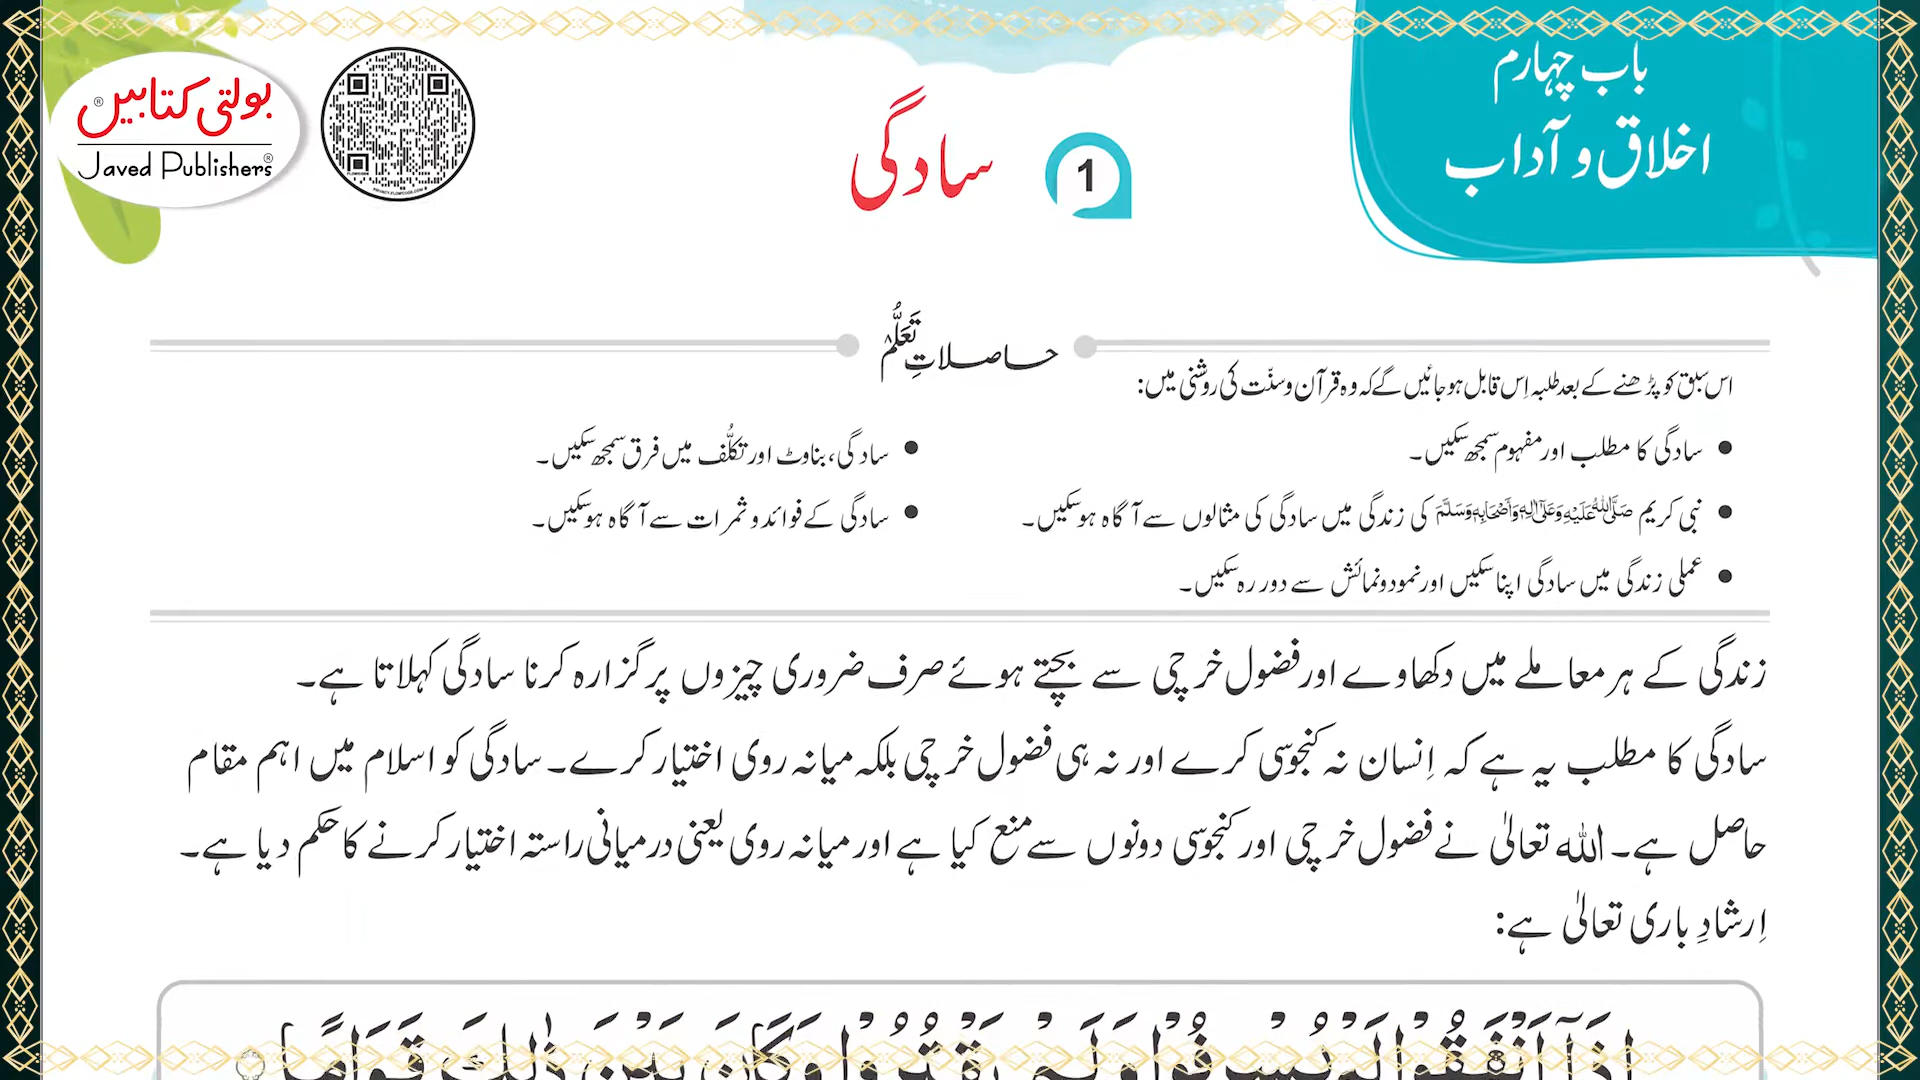 باب چہارم
اخلاق و آداب
1 سادگی
بولتی کتابیں®
Javed Publishers®
حاصلاتِ تَعَلُّم
اس سبق کو پڑھنے کے بعد طلبہ اِس قابل ہو جائیں گے کہ وہ قرآن و سنّت کی روشنی میں:
• سادگی کا مطلب اور مفہوم سمجھ سکیں۔
• سادگی، بناوٹ اور تکلُّف میں فرق سمجھ سکیں۔
• نبی کریم صَلَّی اللہُ عَلَیْہِ وَعَلٰٓی اٰلِہٖ وَاَصْحَابِہٖ وَسَلَّمَ کی زندگی میں سادگی کی مثالوں سے آگاہ ہو سکیں۔
• سادگی کے فوائد و ثمرات سے آگاہ ہو سکیں۔
• عملی زندگی میں سادگی اپنا سکیں اور نمود و نمائش سے دور رہ سکیں۔
زندگی کے ہر معاملے میں دکھاوے اور فضول خرچی سے بچتے ہوئے صرف ضروری چیزوں پر گزارہ کرنا سادگی کہلاتا ہے۔
سادگی کا مطلب یہ ہے کہ اِنسان نہ کنجوسی کرے اور نہ ہی فضول خرچی بلکہ میانہ روی اختیار کرے۔ سادگی کو اسلام میں اہم مقام
حاصل ہے۔ اللہ تعالیٰ نے فضول خرچی اور کنجوسی دونوں سے منع کیا ہے اور میانہ روی یعنی درمیانی راستہ اختیار کرنے کا حکم دیا ہے۔
اِرشادِ باری تعالیٰ ہے:
اِذَآ اَنْفَقُوْا لَمْ يُسْرِفُوْا وَلَمْ يَقْتُرُوْا وَكَانَ بَيْنَ ذٰلِكَ قَوَامًا